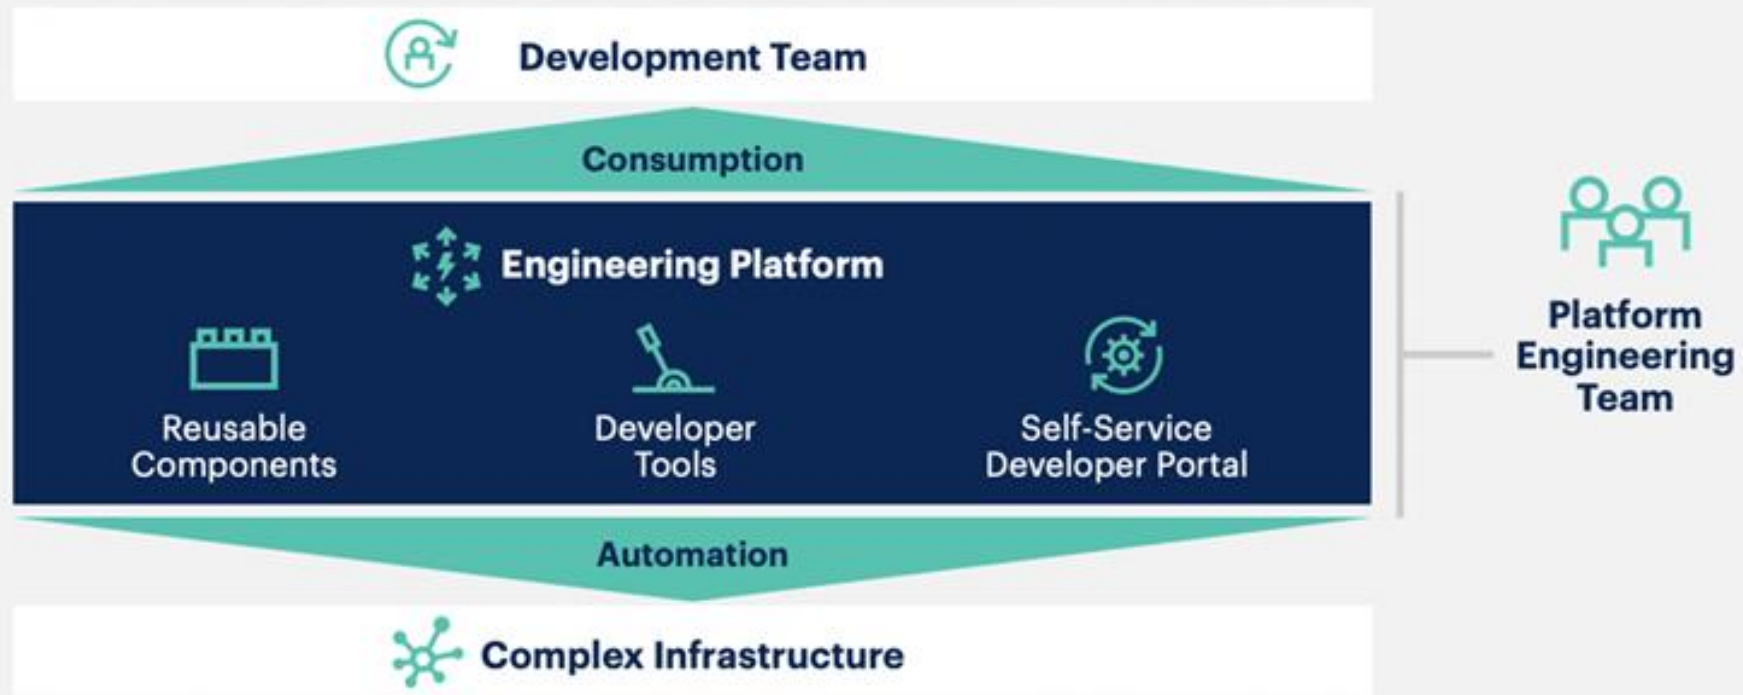 Development Team
Consumption
Engineering Platform
Reusable
Components
Developer
Tools
Self-Service
Developer Portal
Platform
Engineering
Team
Automation
Complex Infrastructure